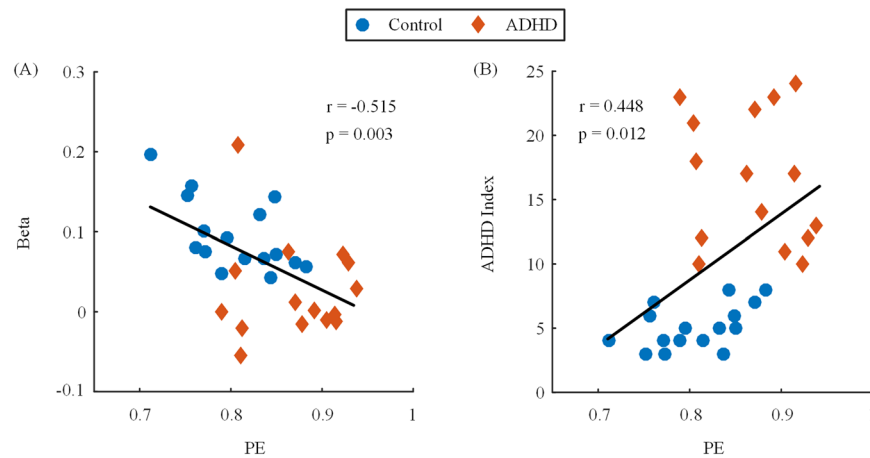 Control ADHD
(A)
0.3
0.2
0.1
0
-0.1
Beta
r = -0.515
p = 0.003
0.7 0.8 0.9 1
PE
(B)
25
20
15
10
5
0
ADHD Index
r = 0.448
p = 0.012
0.7 0.8 0.9
PE